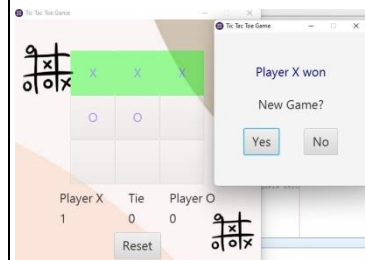 Tic Tac Toe Game
X X X
O O
Player X Tie Player O
1 0 0
Reset
Tic Tac Toe Game
Player X won
New Game?
Yes No